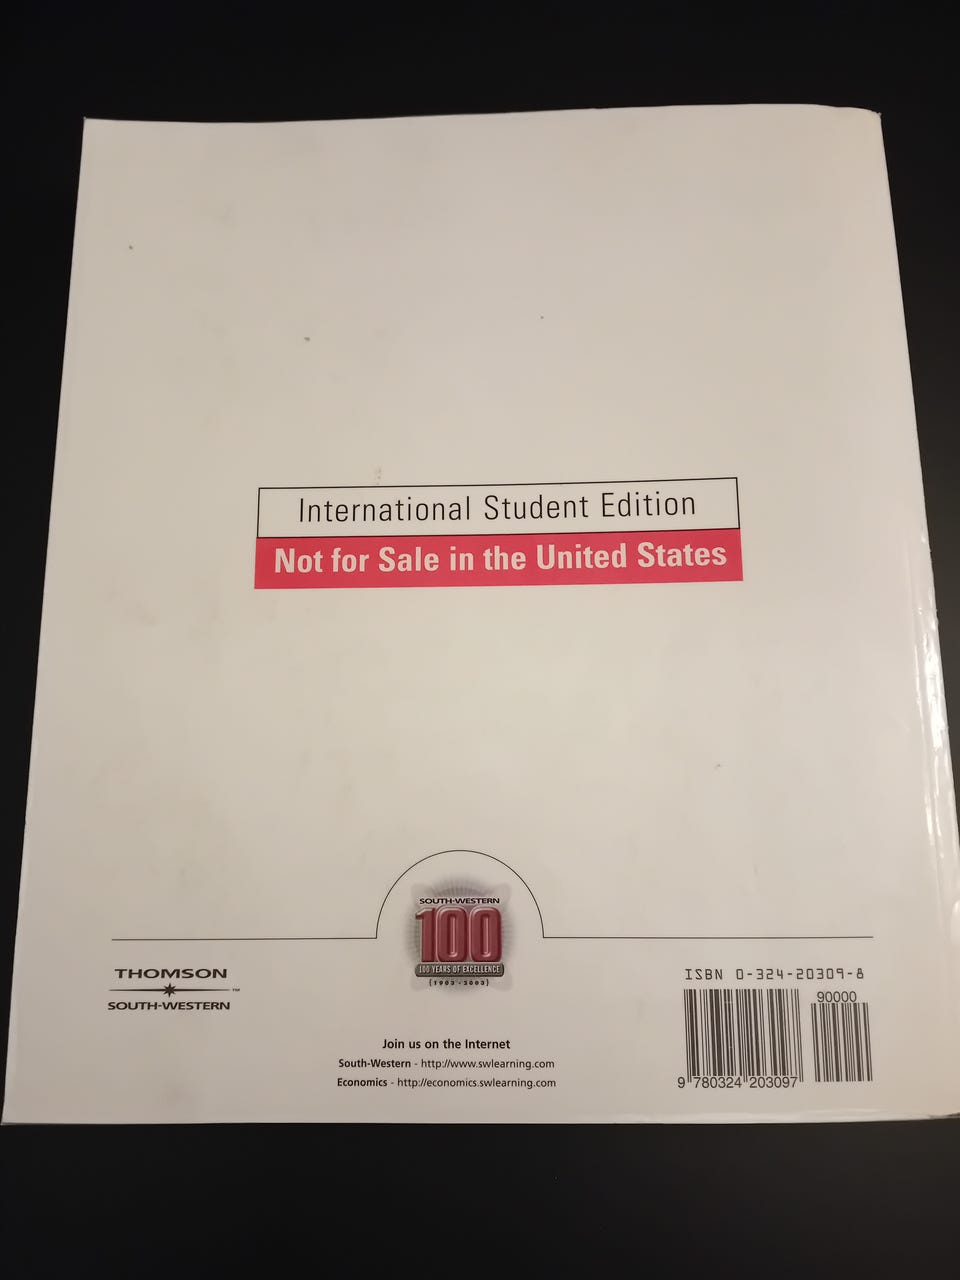 International Student Edition
Not for Sale in the United States
SOUTH-WESTERN
100
100 YEARS OF EXCELLENCE
(1903-2003)
THOMSON
™
SOUTH-WESTERN
Join us on the Internet
South-Western - http://www.swlearning.com
Economics - http://economics.swlearning.com
ISBN 0-324-20309-8
90000
9 780324 203097